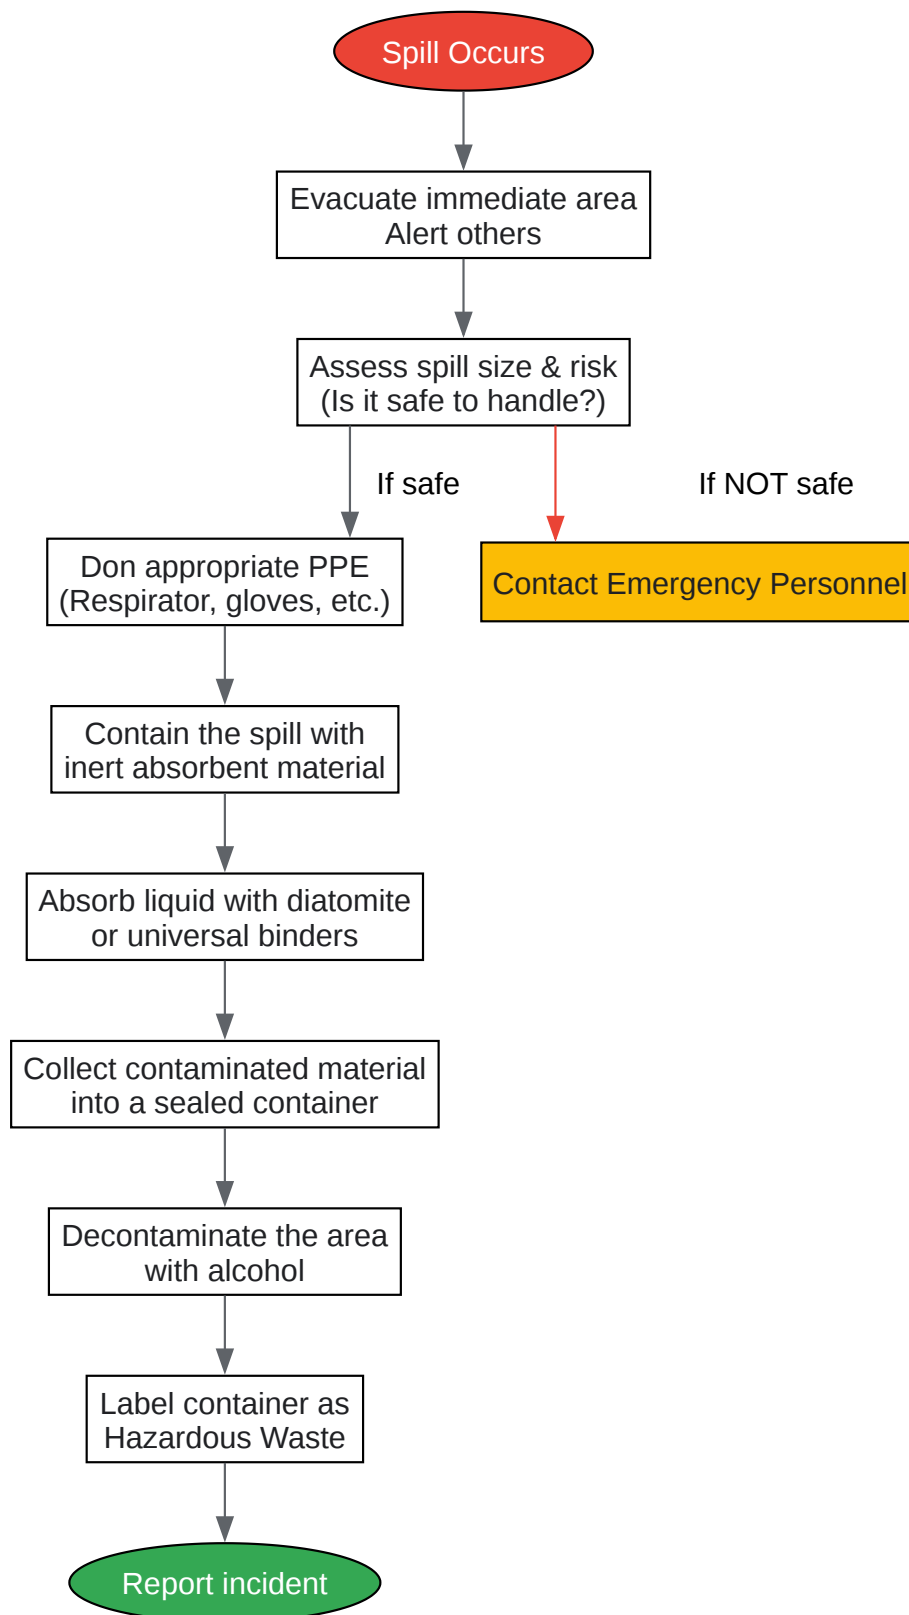 Spill Occurs
Evacuate immediate area
Alert others
Assess spill size & risk
(Is it safe to handle?)
If safe
If NOT safe
Don appropriate PPE
(Respirator, gloves, etc.)
Contact Emergency Personnel
Contain the spill with
inert absorbent material
Absorb liquid with diatomite
or universal binders
Collect contaminated material
into a sealed container
Decontaminate the area
with alcohol
Label container as
Hazardous Waste
Report incident